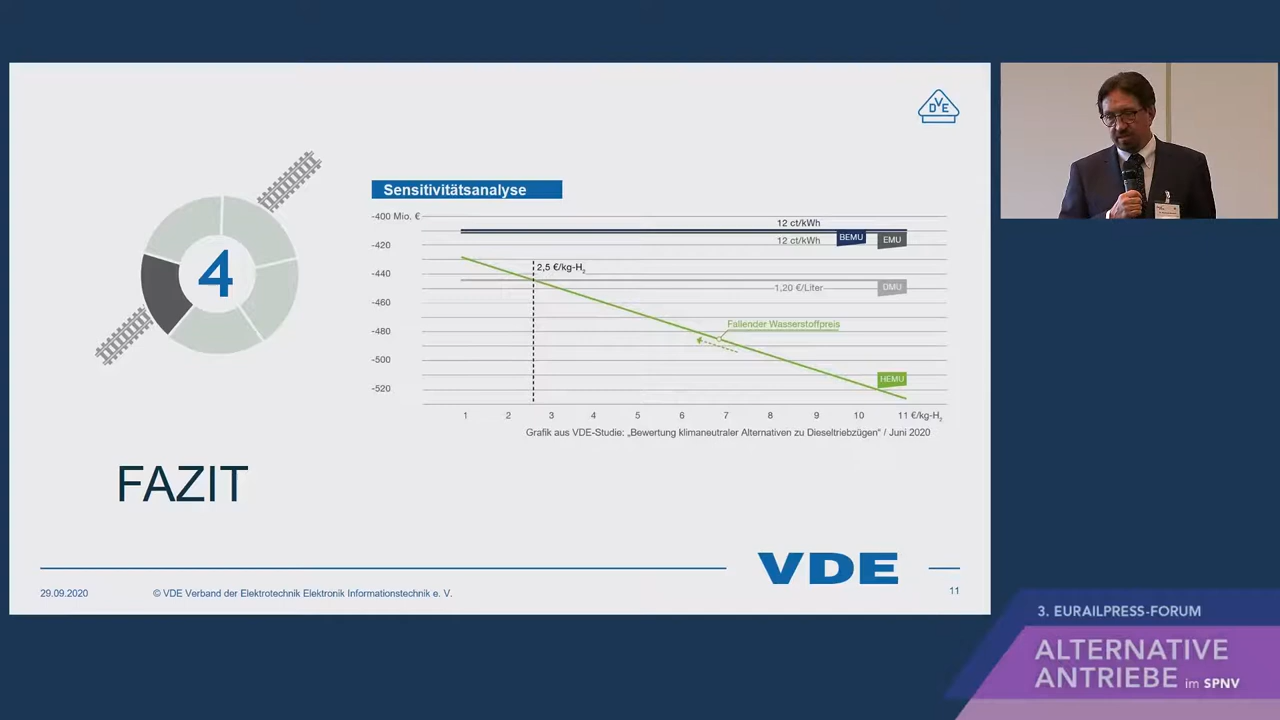 DVE
Sensitivitätsanalyse
-400 Mio. €
12 ct/kWh
-420
12 ct/kWh
BEMU
EMU
2,5 €/kg-H₂
-440
1,20 €/Liter
DMU
-460
Fallender Wasserstoffpreis
-480
-500
HEMU
-520
1 2 3 4 5 6 7 8 9 10 11 €/kg-H₂
Grafik aus VDE-Studie: „Bewertung klimaneutraler Alternativen zu Dieseltriebzügen“ / Juni 2020
4
FAZIT
VDE
29.09.2020
© VDE Verband der Elektrotechnik Elektronik Informationstechnik e. V.
11
3. EURAILPRESS-FORUM
ALTERNATIVE
ANTRIEBE im SPNV